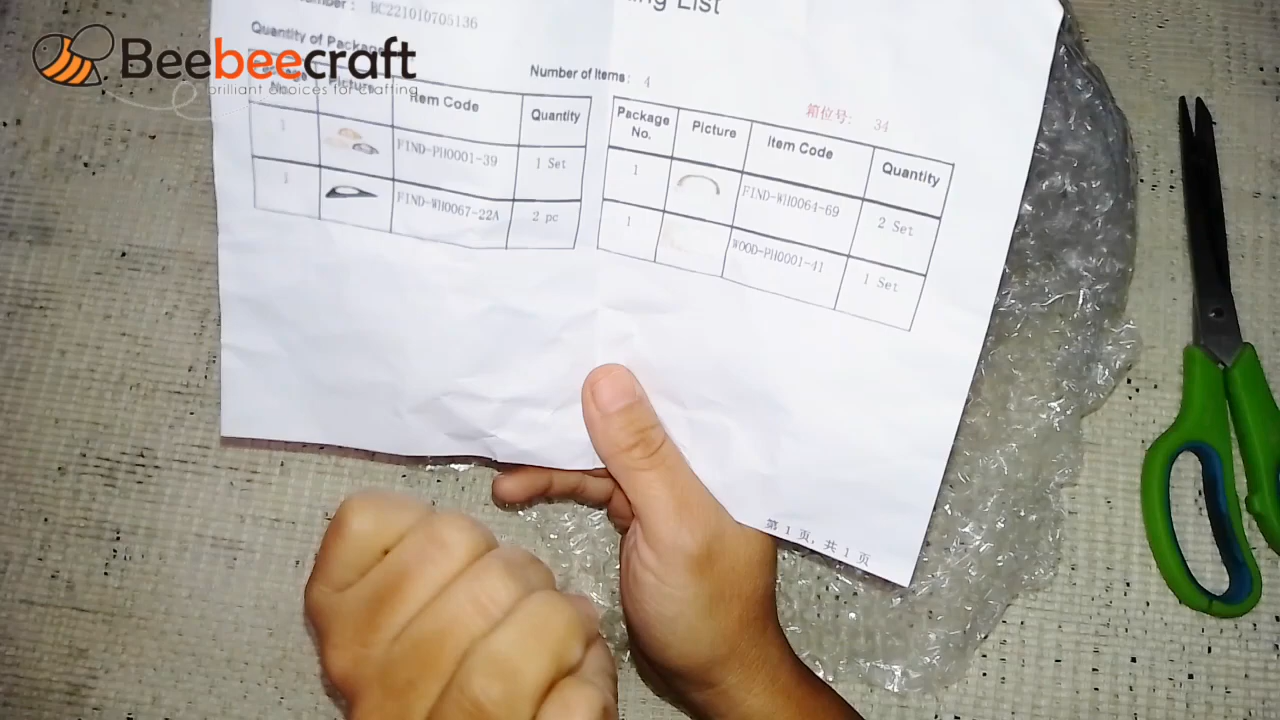 Beebeecraft
brilliant choices for crafting
ing List
umber : BC221010705136
Quantity of Package
Number of Items : 4
箱位号: 34
Picture Item Code Quantity
1 FIND-PH0001-39 1 Set
1 FIND-WH0067-22A 2 pc
Package No. Picture Item Code Quantity
1 FIND-WH0064-69 2 Set
1 WOOD-PH0001-41 1 Set
第 1 页, 共 1 页